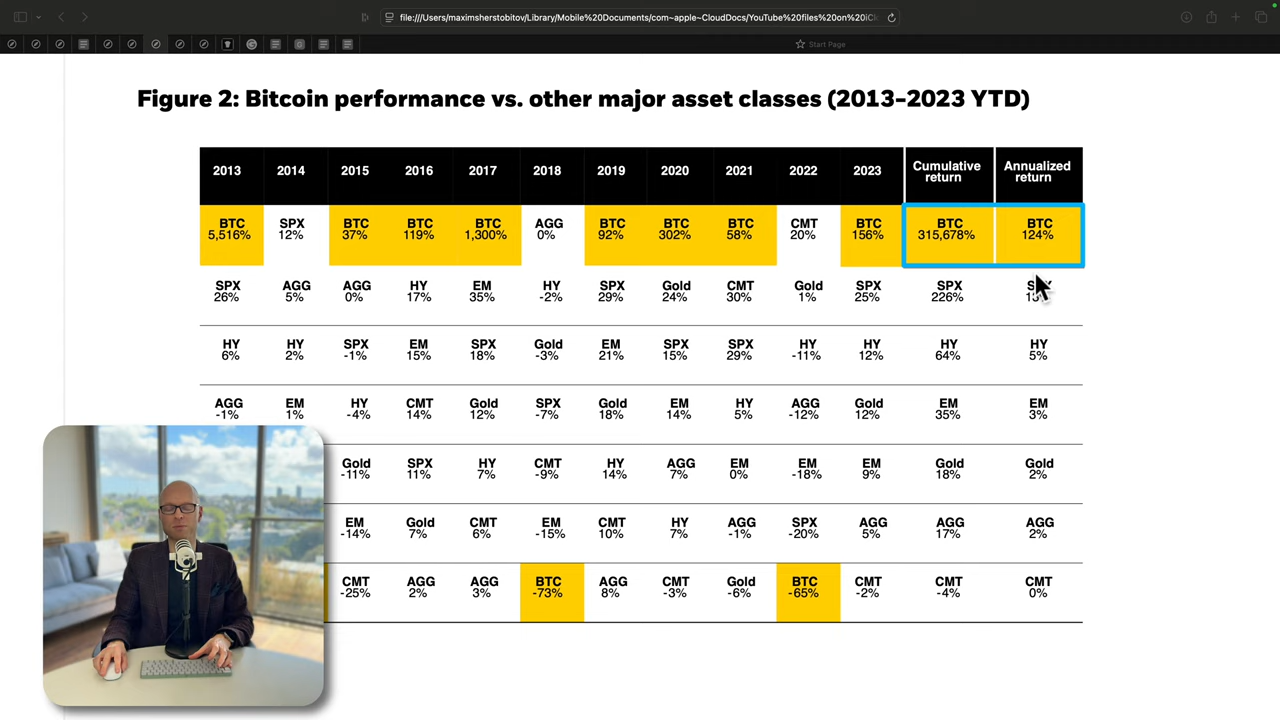 file:///Users/maximsherstobitov/Library/Mobile%20Documents/com~apple~CloudDocs/YouTube%20files%20on%20iCl
Start Page
Figure 2: Bitcoin performance vs. other major asset classes (2013–2023 YTD)
2013 2014 2015 2016 2017 2018 2019 2020 2021 2022 2023 Cumulative Annualized
return return
BTC SPX BTC BTC BTC AGG BTC BTC BTC CMT BTC BTC BTC
5,516% 12% 37% 119% 1,300% 0% 92% 302% 58% 20% 156% 315,678% 124%
SPX AGG AGG HY EM HY SPX Gold CMT Gold SPX SPX
26% 5% 0% 17% 35% -2% 29% 24% 30% 1% 25% 226%
HY HY SPX EM SPX Gold EM SPX SPX HY HY HY HY
6% 2% -1% 15% 18% -3% 21% 15% 29% -11% 12% 64% 5%
AGG EM HY CMT Gold SPX Gold EM HY AGG Gold EM EM
-1% 1% -4% 14% 12% -7% 18% 14% 5% -12% 12% 35% 3%
Gold SPX HY CMT HY AGG EM EM EM Gold Gold
-11% 11% 7% -9% 14% 7% 0% -18% 9% 18% 2%
EM Gold CMT EM CMT HY AGG SPX AGG AGG AGG
-14% 7% 6% -15% 10% 7% -1% -20% 5% 17% 2%
CMT AGG AGG BTC AGG CMT Gold BTC CMT CMT CMT
-25% 2% 3% -73% 8% -3% -6% -65% -2% -4% 0%